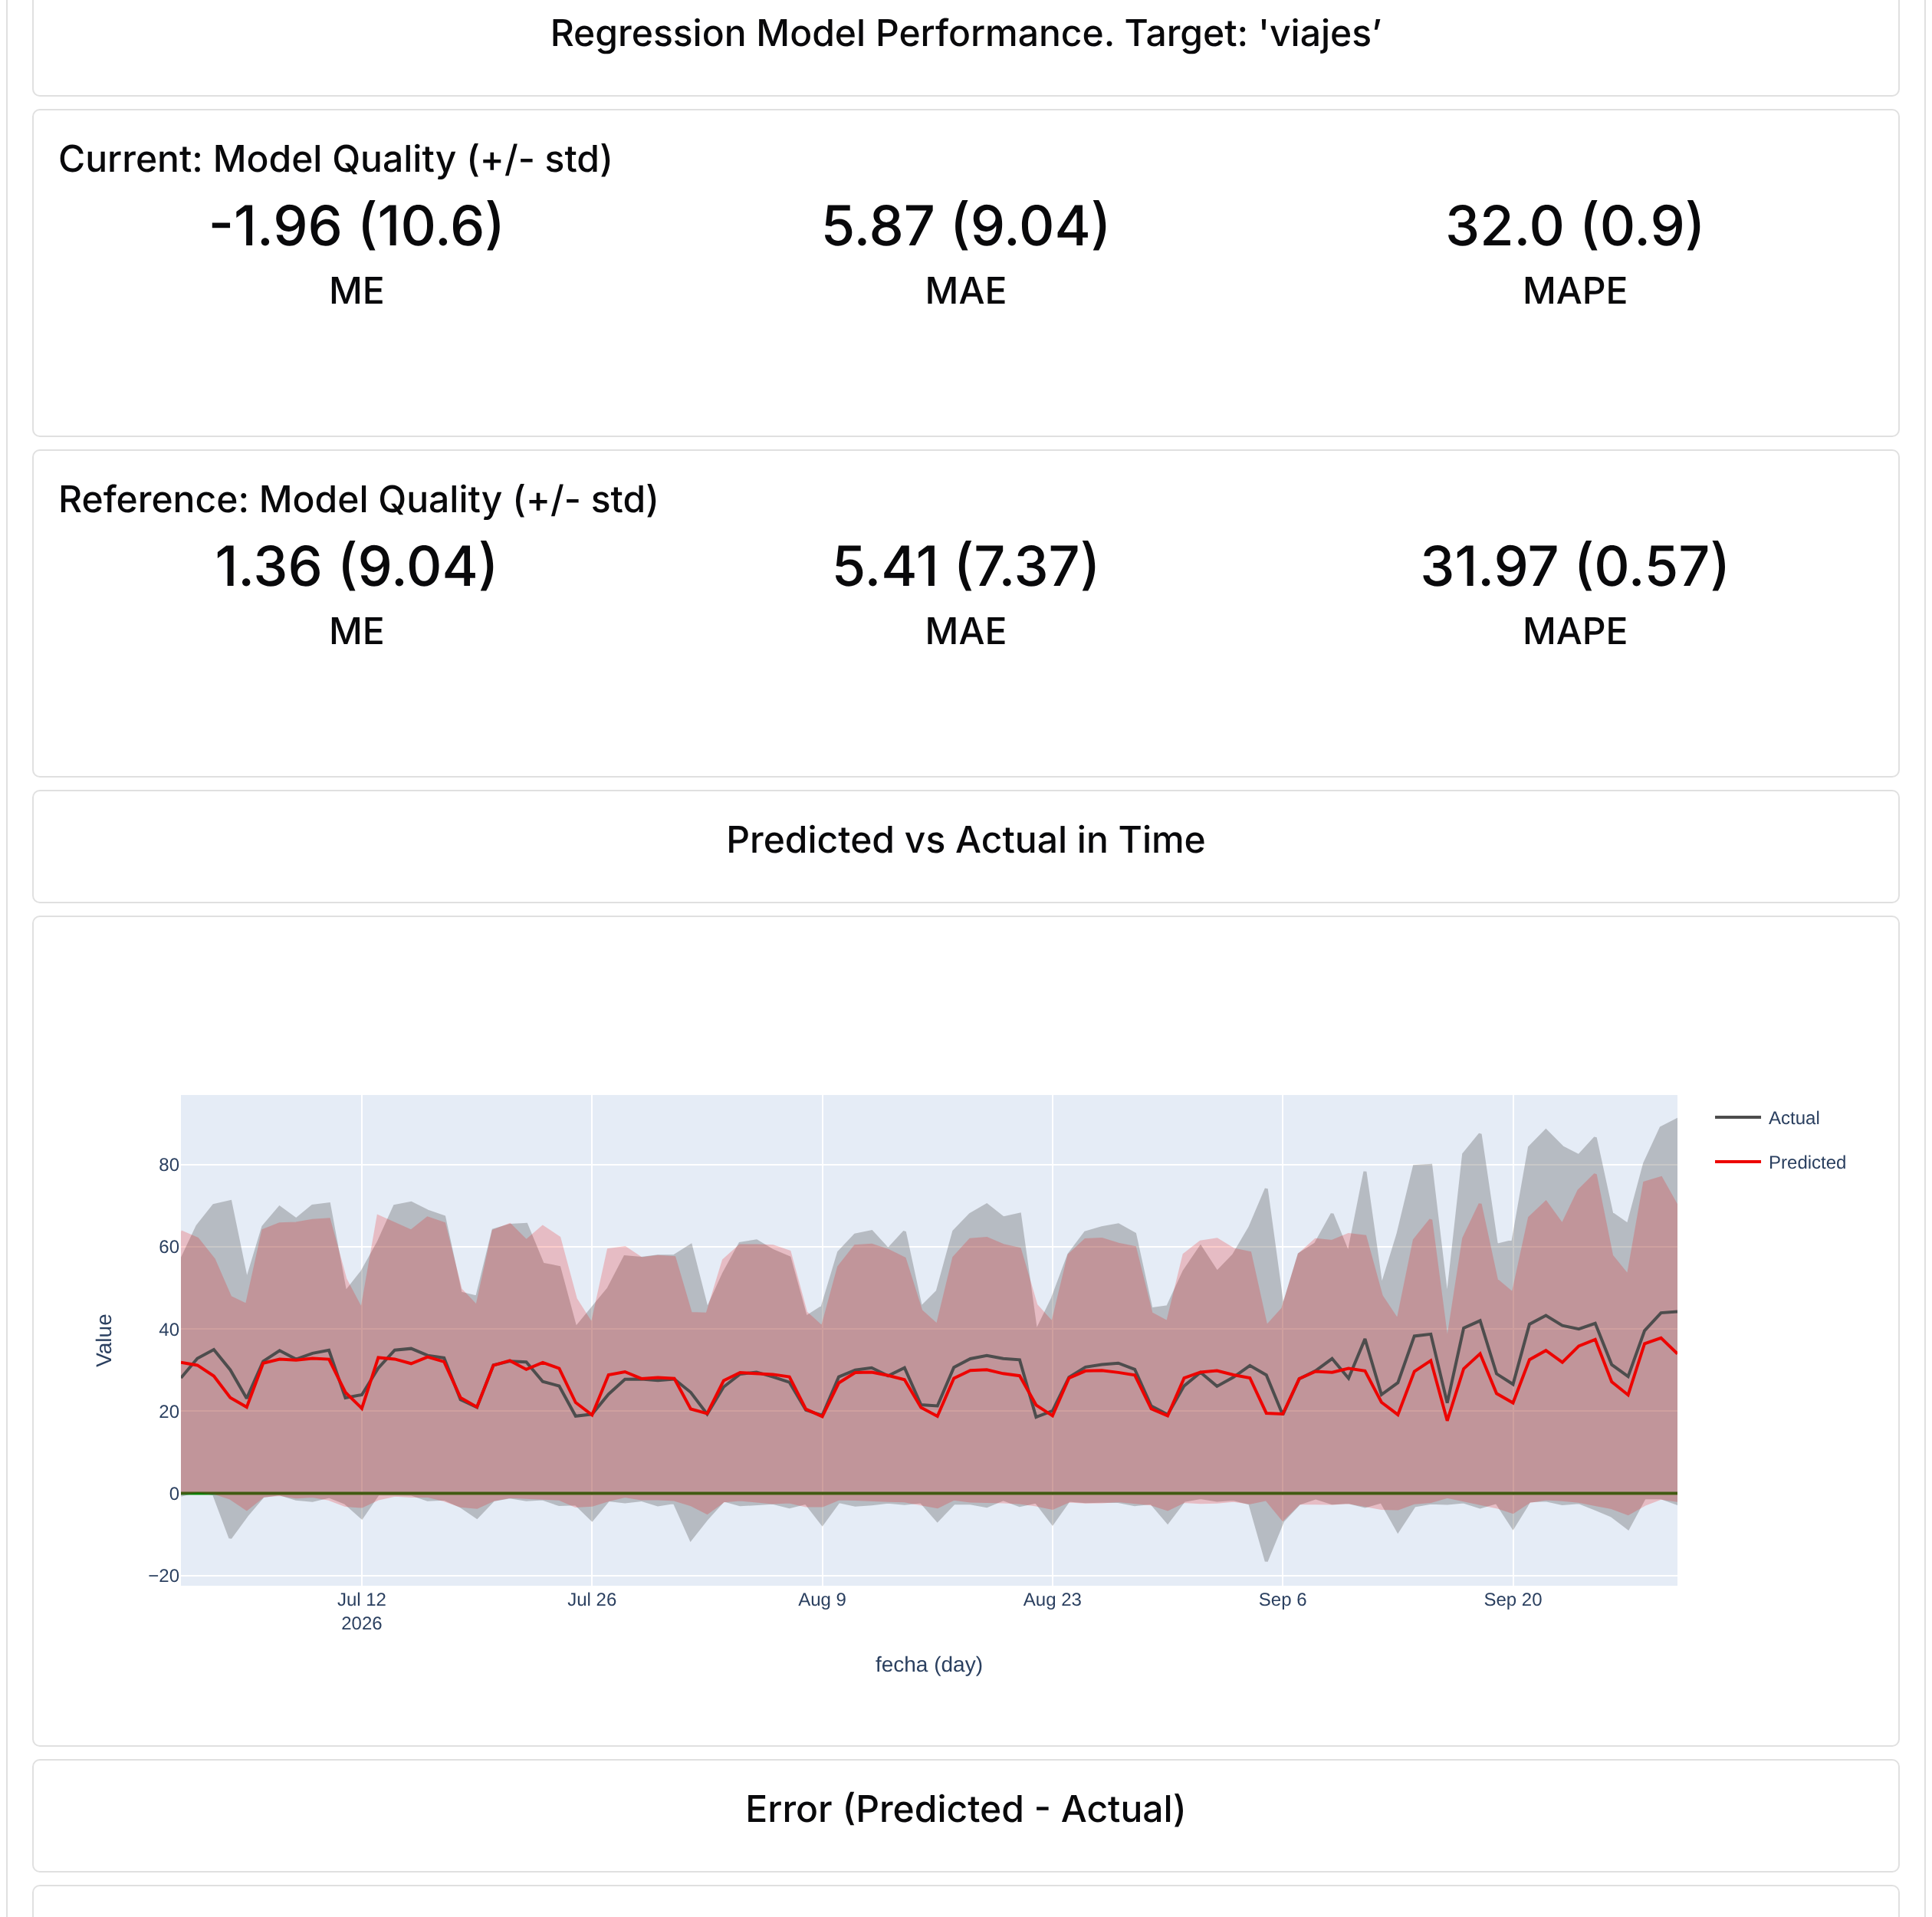 Regression Model Performance. Target: 'viajes’
Current: Model Quality (+/- std)
-1.96 (10.6)
5.87 (9.04)
32.0 (0.9)
ME
MAE
MAPE
Reference: Model Quality (+/- std)
1.36 (9.04)
5.41 (7.37)
31.97 (0.57)
ME
MAE
MAPE
Predicted vs Actual in Time
Actual
Predicted
80
60
40
20
0
−20
Value
Jul 12
2026
Jul 26
Aug 9
Aug 23
Sep 6
Sep 20
fecha (day)
Error (Predicted - Actual)